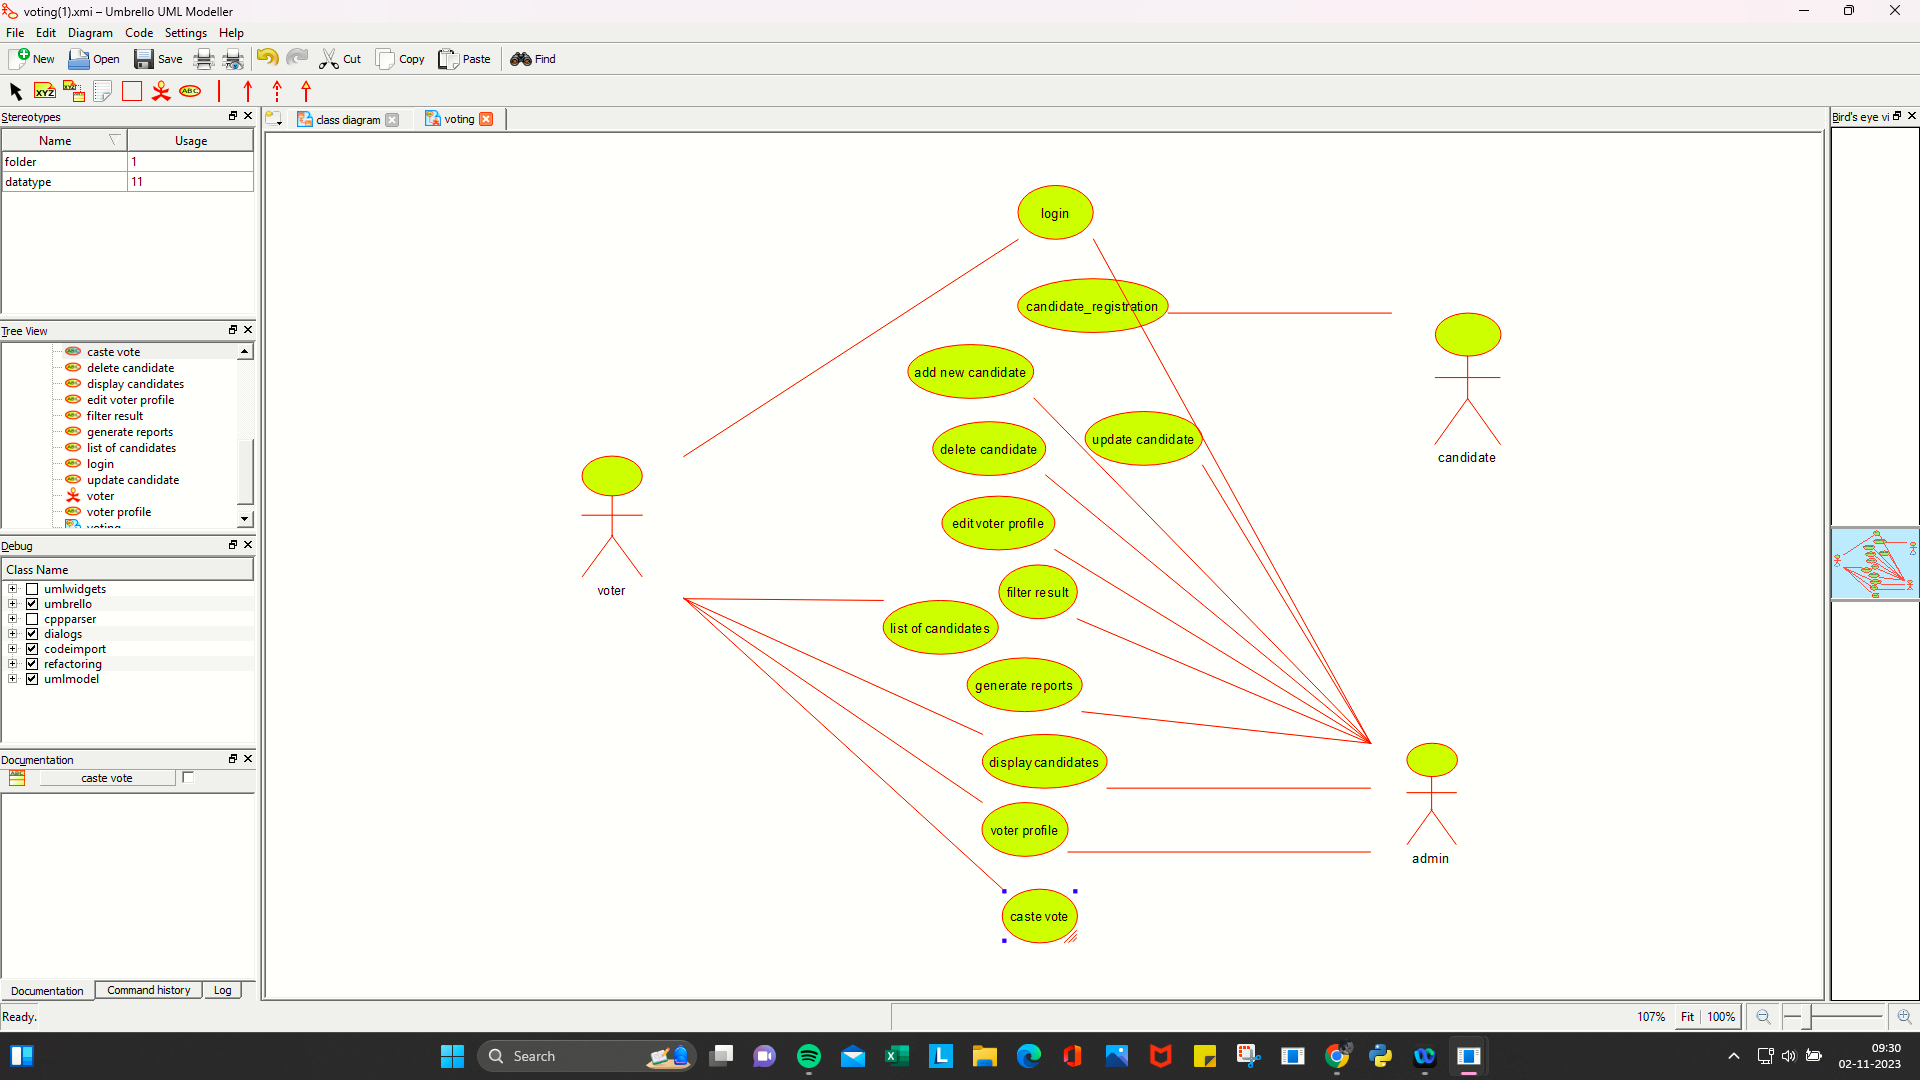 voting(1).xmi – Umbrello UML Modeller
File Edit Diagram Code Settings Help
New Open Save Cut Copy Paste Find
XYZ ABC
Stereotypes
Name Usage
folder 1
datatype 11
Tree View
caste vote
delete candidate
display candidates
edit voter profile
filter result
generate reports
list of candidates
login
update candidate
voter
voter profile
voting
Debug
Class Name
umlwidgets
umbrello
cppparser
dialogs
codeimport
refactoring
umlmodel
Documentation
caste vote
Documentation Command history Log
class diagram voting
login
candidate_registration
add new candidate
update candidate
delete candidate
candidate
edit voter profile
voter
filter result
list of candidates
generate reports
display candidates
voter profile
admin
caste vote
Bird's eye vi
Ready.
107% Fit 100%
Search
09:30
02-11-2023